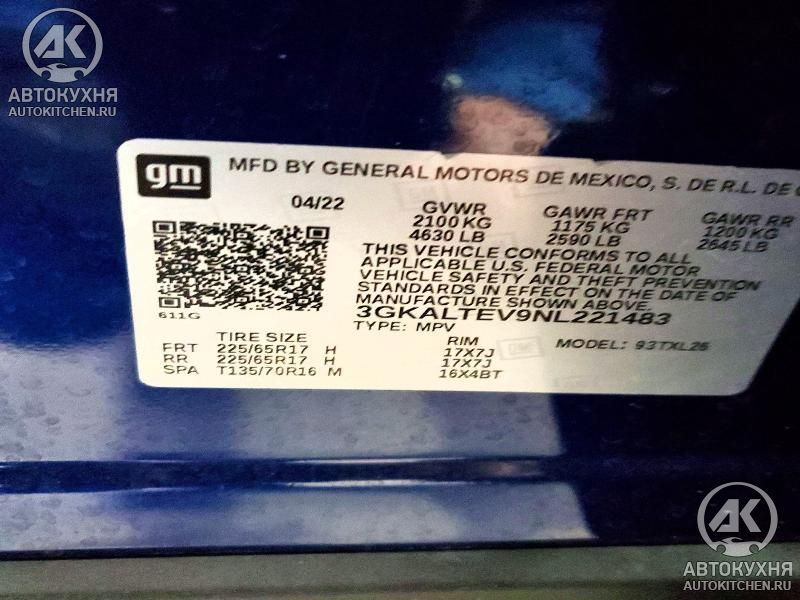 AK
АВТОКУХНЯ
AUTOKITCHEN.RU
gm MFD BY GENERAL MOTORS DE MEXICO, S. DE R.L. DE C
04/22 GVWR GAWR FRT GAWR RR
2100 KG 1175 KG 1200 KG
4630 LB 2590 LB 2645 LB
THIS VEHICLE CONFORMS TO ALL
APPLICABLE U.S. FEDERAL MOTOR
VEHICLE SAFETY AND THEFT PREVENTION
STANDARDS IN EFFECT ON THE DATE OF
MANUFACTURE SHOWN ABOVE
611G 3GKALTEV9NL221483
TYPE: MPV
TIRE SIZE RIM MODEL: 93TXL26
FRT 225/65R17 H 17X7J
RR 225/65R17 H 17X7J
SPA T135/70R16 M 16X4BT
AK
АВТОКУХНЯ
AUTOKITCHEN.RU